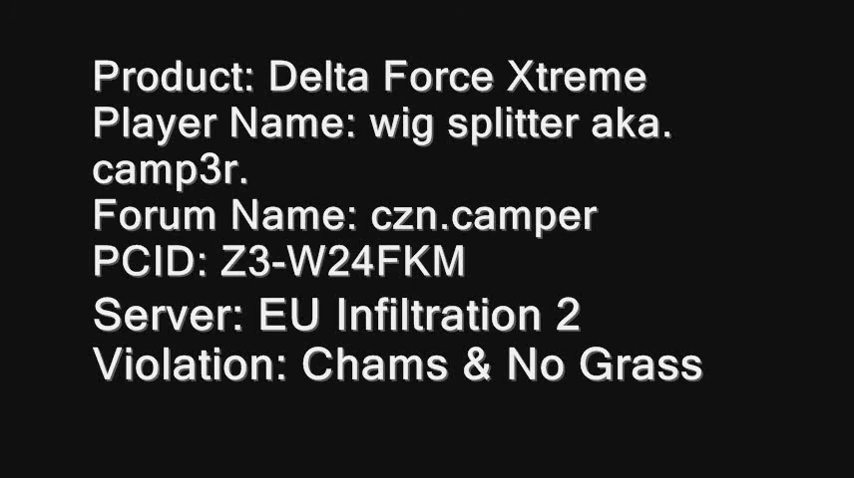 Product: Delta Force Xtreme
Player Name: wig splitter aka.
camp3r.
Forum Name: czn.camper
PCID: Z3-W24FKM
Server: EU Infiltration 2
Violation: Chams & No Grass